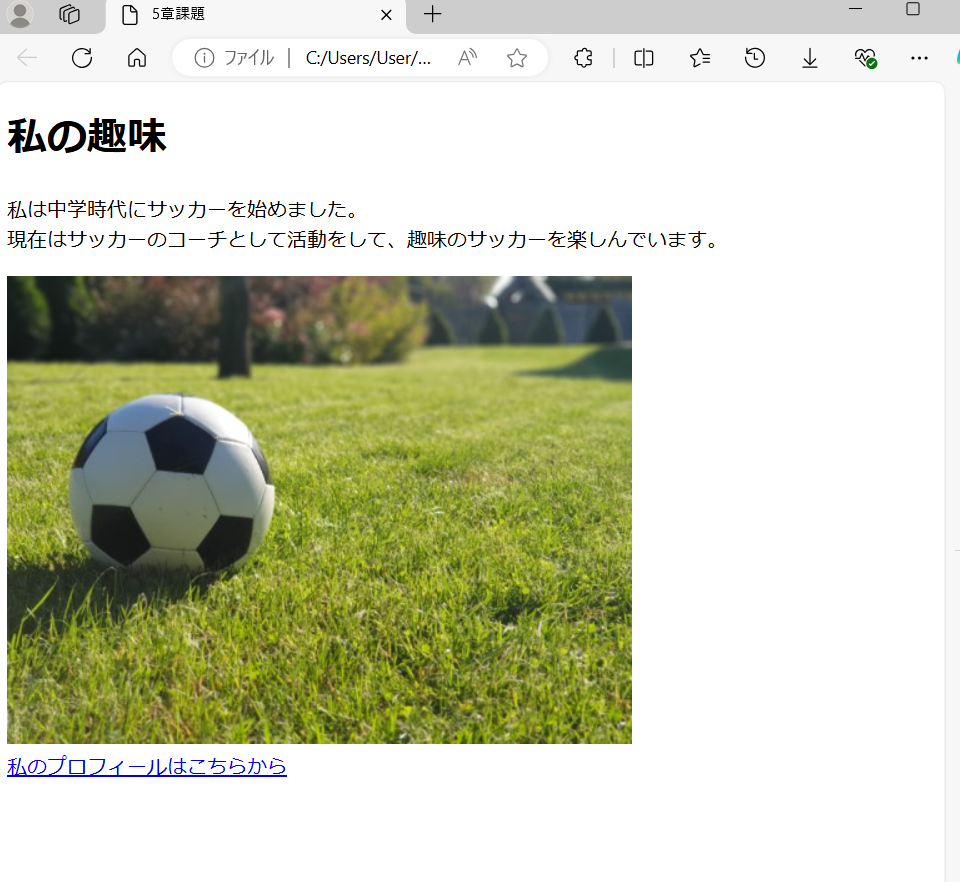 5章課題
ファイル
C:/Users/User/...
私の趣味
私は中学時代にサッカーを始めました。
現在はサッカーのコーチとして活動をして、趣味のサッカーを楽しんでいます。
私のプロフィールはこちらから